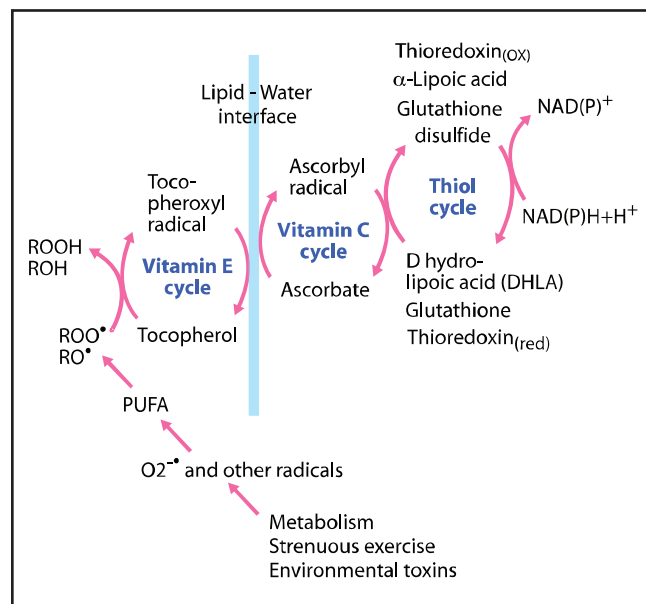 Thioredoxin(OX)
α-Lipoic acid
Glutathione
disulfide
NAD(P)+
Lipid - Water
interface
Ascorbyl
radical
Thiol
cycle
Toco-
pheroxyl
radical
NAD(P)H+H+
Vitamin C
cycle
ROOH
ROH
Vitamin E
cycle
D hydro-
lipoic acid (DHLA)
Glutathione
Thioredoxin(red)
Ascorbate
ROO•
RO•
Tocopherol
PUFA
O2-• and other radicals
Metabolism
Strenuous exercise
Environmental toxins